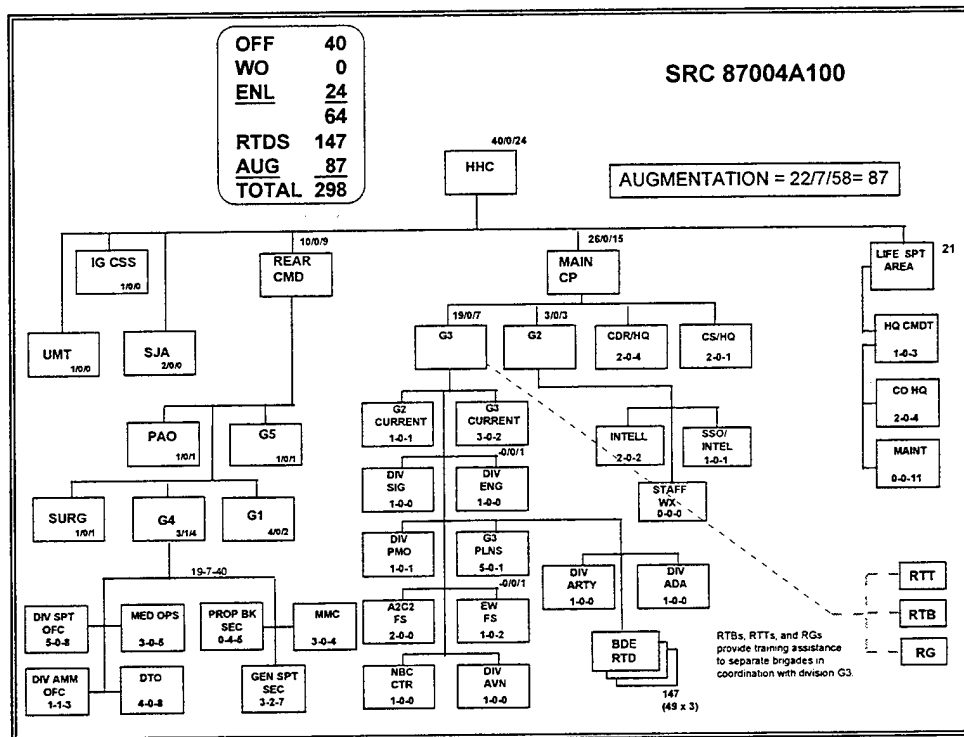 OFF 40
WO 0
ENL 24
64
RTDS 147
AUG 87
TOTAL 298
SRC 87004A100
40/0/24
HHC
AUGMENTATION = 22/7/58= 87
IG CSS
1/0/0
10/0/9
REAR
CMD
26/0/15
MAIN
CP
LIFE SPT
AREA
21
UMT
1/0/0
SJA
2/0/0
19/0/7
G3
3/0/3
G2
CDR/HQ
2-0-4
CS/HQ
2-0-1
HQ CMDT
1-0-3
CO HQ
2-0-4
MAINT
0-0-11
PAO
1/0/1
G5
1/0/1
SURG
1/0/1
G4
3/1/4
G1
4/0/2
G2
CURRENT
1-0-1
G3
CURRENT
3-0-2
-0/0/1
INTELL
2-0-2
SSO/
INTEL
1-0-1
STAFF
WX
0-0-0
DIV
SIG
1-0-0
DIV
ENG
1-0-0
DIV
PMO
1-0-1
G3
PLNS
5-0-1
-0/0/1
DIV
ARTY
1-0-0
DIV
ADA
1-0-0
A2C2
FS
2-0-0
EW
FS
1-0-2
NBC
CTR
1-0-0
DIV
AVN
1-0-0
BDE
RTD
147
(49 x 3)
19-7-40
DIV SPT
OFC
5-0-8
MED OPS
3-0-5
PROP BK
SEC
0-4-5
MMC
3-0-4
DIV AMM
OFC
1-1-3
DTO
4-0-8
GEN SPT
SEC
3-2-7
RTT
RTB
RG
RTBs, RTTs, and RGs
provide training assistance
to separate brigades in
coordination with division G3.